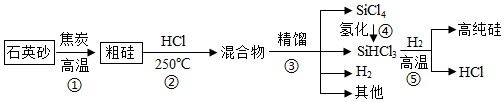 石英砂 焦炭 高温 ① 粗硅 HCl 250℃ ② 混合物 精馏 ③
SiCl4
氢化 ④
SiHCl3 H2 高温 ⑤
高纯硅
HCl
H2
其他